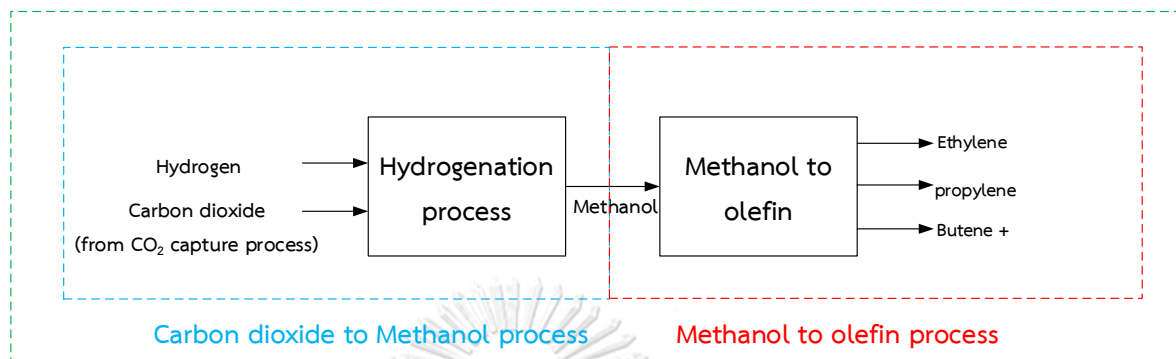 Hydrogen
Carbon dioxide
(from CO₂ capture process)
Hydrogenation
process
Methanol
Methanol to
olefin
Ethylene
propylene
Butene +
Carbon dioxide to Methanol process
Methanol to olefin process